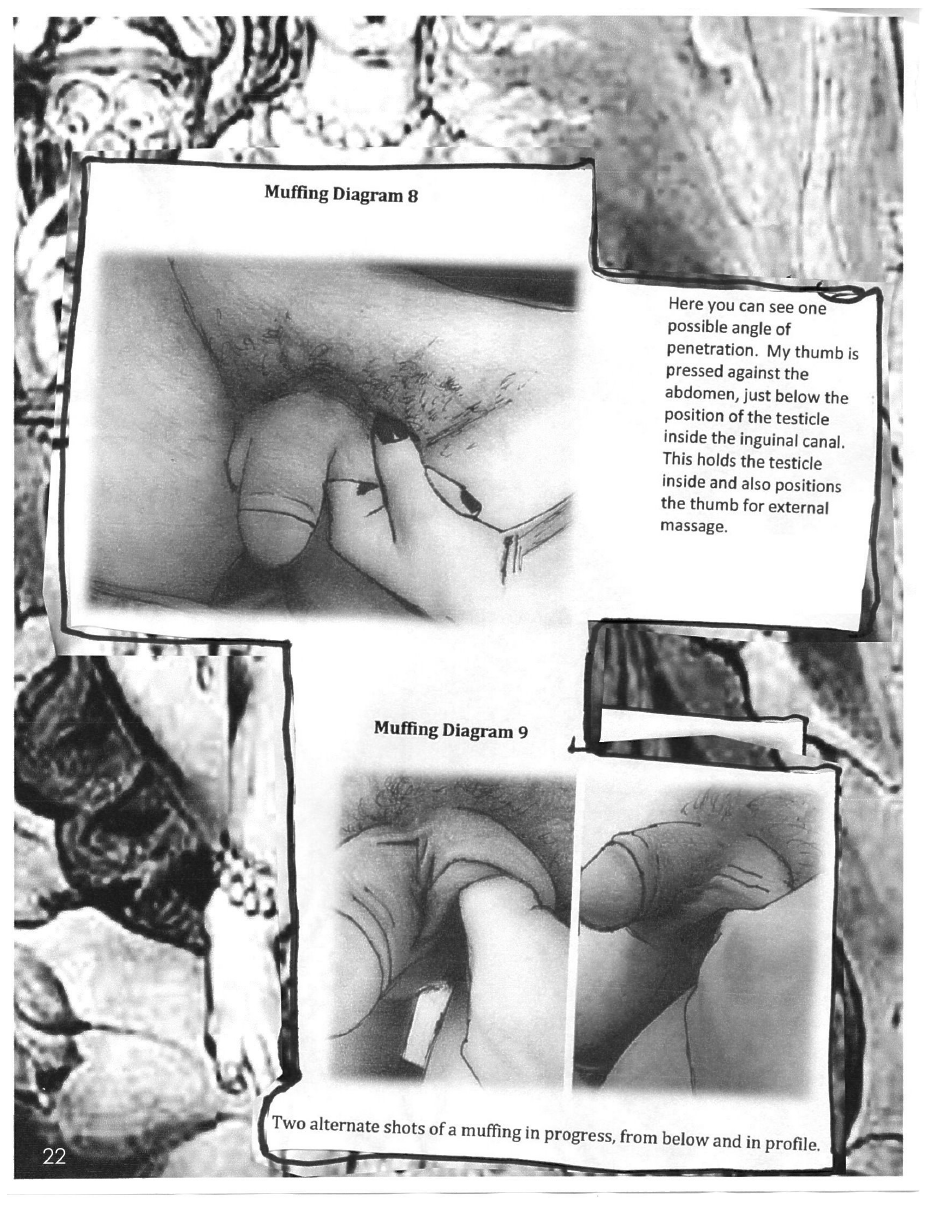 Muffing Diagram 8
Here you can see one
possible angle of
penetration. My thumb is
pressed against the
abdomen, just below the
position of the testicle
inside the inguinal canal.
This holds the testicle
inside and also positions
the thumb for external
massage.
Muffing Diagram 9
Two alternate shots of a muffing in progress, from below and in profile.
22